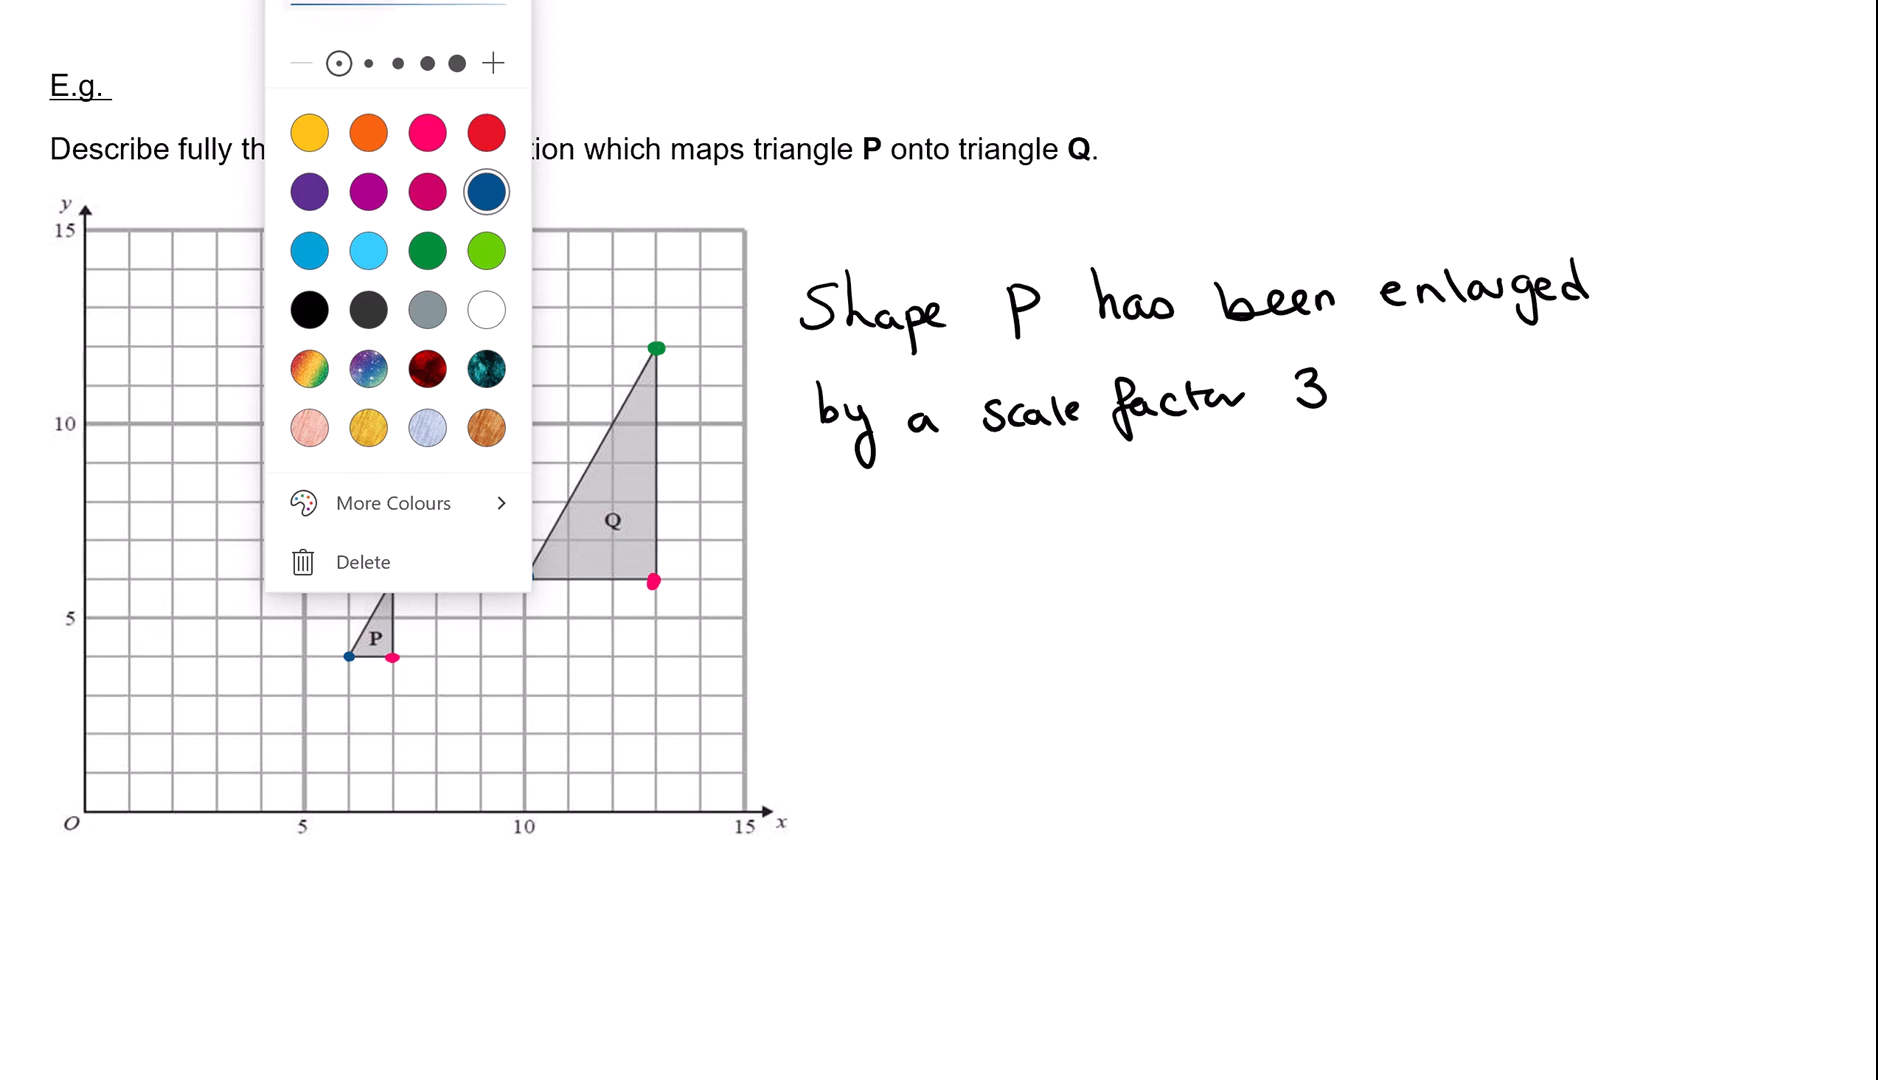 E.g.
Describe fully th
tion which maps triangle P onto triangle Q.
More Colours
Delete
y
15
10
5
O
5
10
15
x
Q
P
Shape P has been enlarged
by a scale factor 3